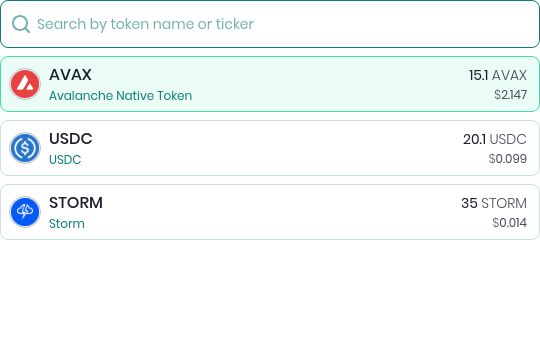 Search by token name or ticker
AVAX 15.1 AVAX
Avalanche Native Token $2.147
USDC 20.1 USDC
USDC $0.099
STORM 35 STORM
Storm $0.014